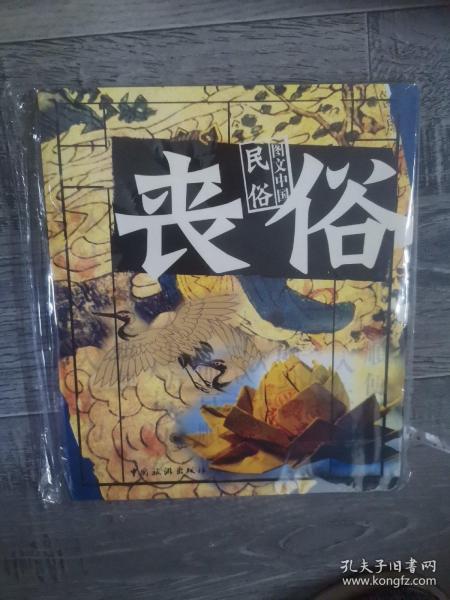 丧俗
民俗
图文中国
中国旅游出版社
孔夫子旧书网
www.kongfz.com